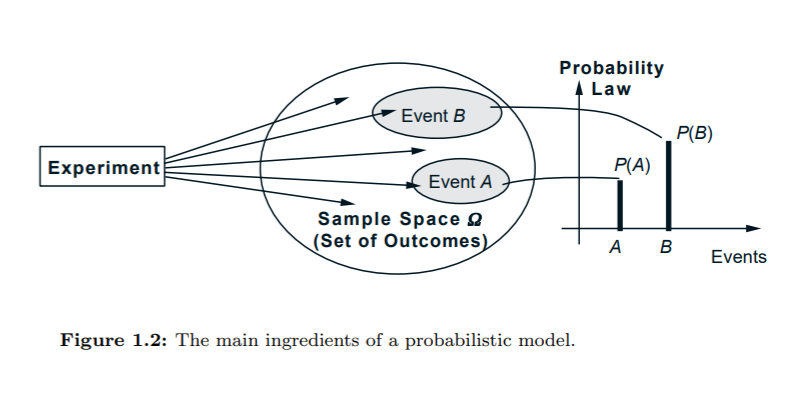 Probability
Law
Event B
P(B)
Experiment
P(A)
Event A
Sample Space Ω
(Set of Outcomes)
A
B
Events
Figure 1.2: The main ingredients of a probabilistic model.